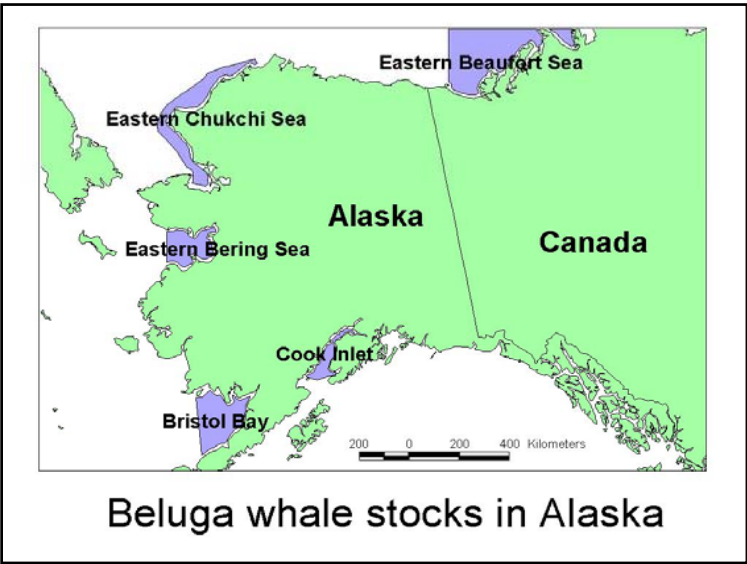 Eastern Beaufort Sea
Eastern Chukchi Sea
Alaska
Canada
Eastern Bering Sea
Cook Inlet
Bristol Bay
200 0 200 400 Kilometers
Beluga whale stocks in Alaska